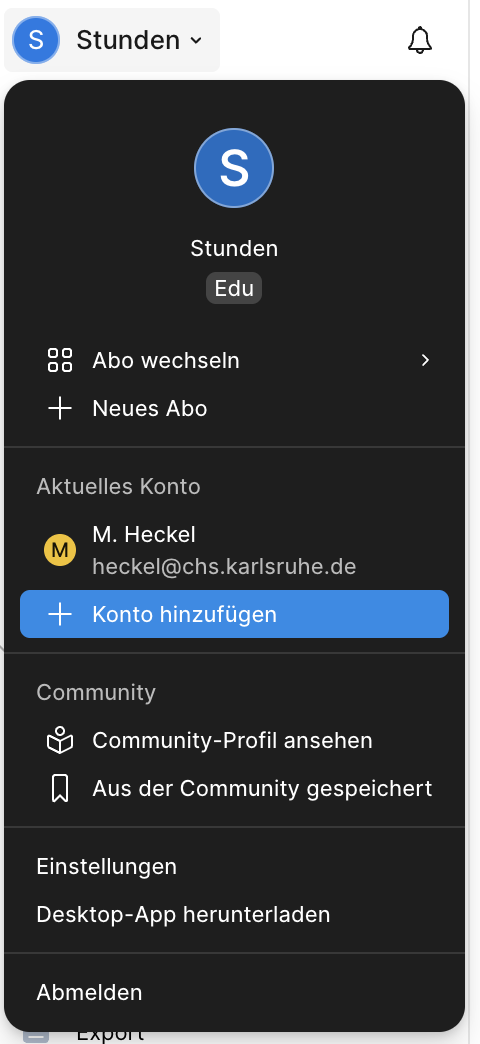 S Stunden
S
Stunden
Edu
Abo wechseln
Neues Abo
Aktuelles Konto
M M. Heckel
heckel@chs.karlsruhe.de
Konto hinzufügen
Community
Community-Profil ansehen
Aus der Community gespeichert
Einstellungen
Desktop-App herunterladen
Abmelden
Export